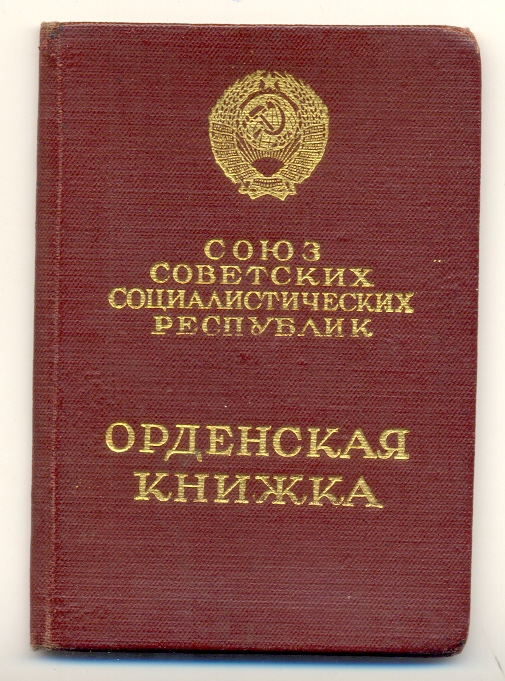 СОЮЗ
СОВЕТСКИХ
СОЦИАЛИСТИЧЕСКИХ
РЕСПУБЛИК
ОРДЕНСКАЯ
КНИЖКА